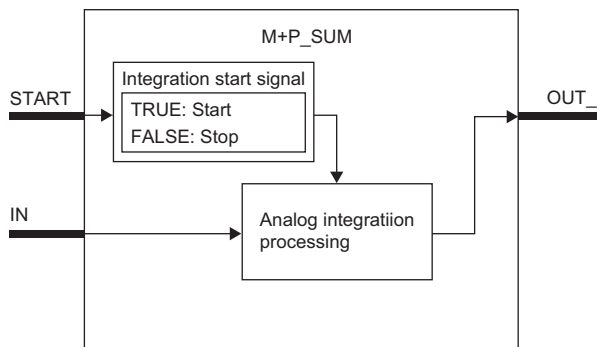 M+P_SUM
Integration start signal
START
TRUE: Start
OUT_
FALSE: Stop
IN
Analog integratiion
processing